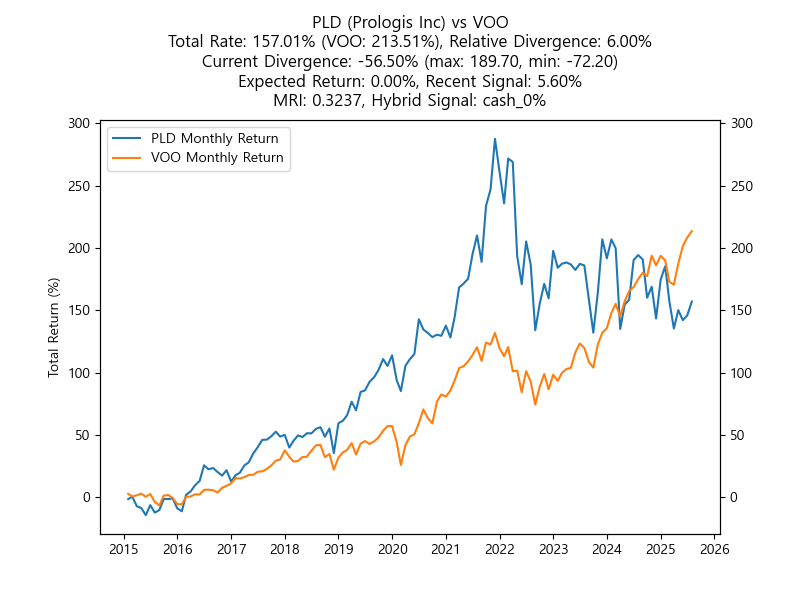 PLD (Prologis Inc) vs VOO
Total Rate: 157.01% (VOO: 213.51%), Relative Divergence: 6.00%
Current Divergence: -56.50% (max: 189.70, min: -72.20)
Expected Return: 0.00%, Recent Signal: 5.60%
MRI: 0.3237, Hybrid Signal: cash_0%
PLD Monthly Return
VOO Monthly Return
Total Return (%)
300
250
200
150
100
50
0
300
250
200
150
100
50
0
2015 2016 2017 2018 2019 2020 2021 2022 2023 2024 2025 2026